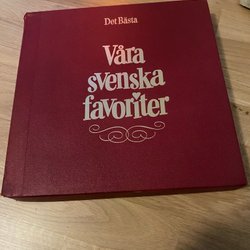 Det Bästa
Våra
svenska
favoriter